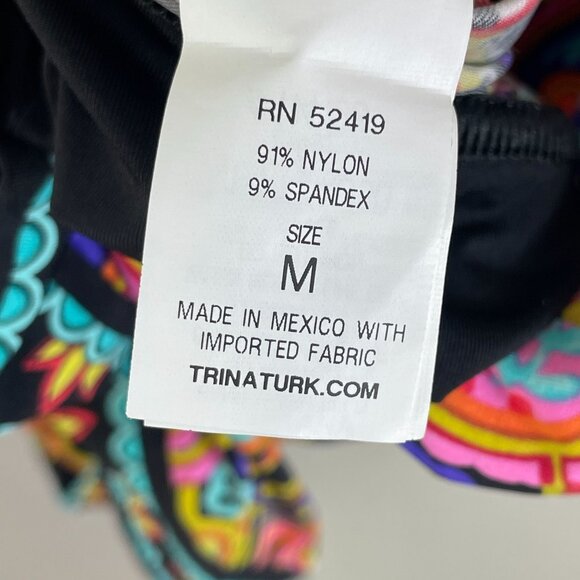 RN 52419
91% NYLON
9% SPANDEX
SIZE
M
MADE IN MEXICO WITH
IMPORTED FABRIC
TRINATURK.COM